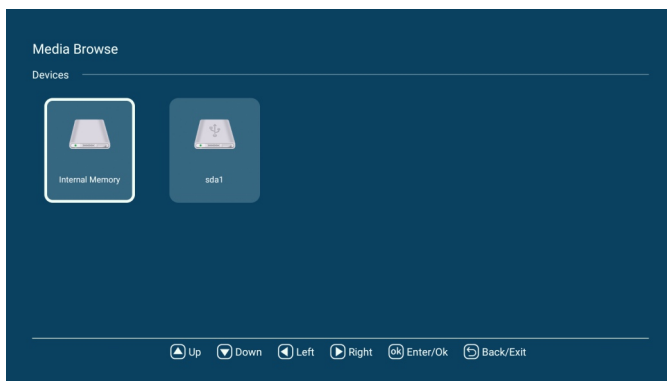 Media Browse
Devices
Internal Memory sda1
Up Down Left Right ok Enter/Ok Back/Exit